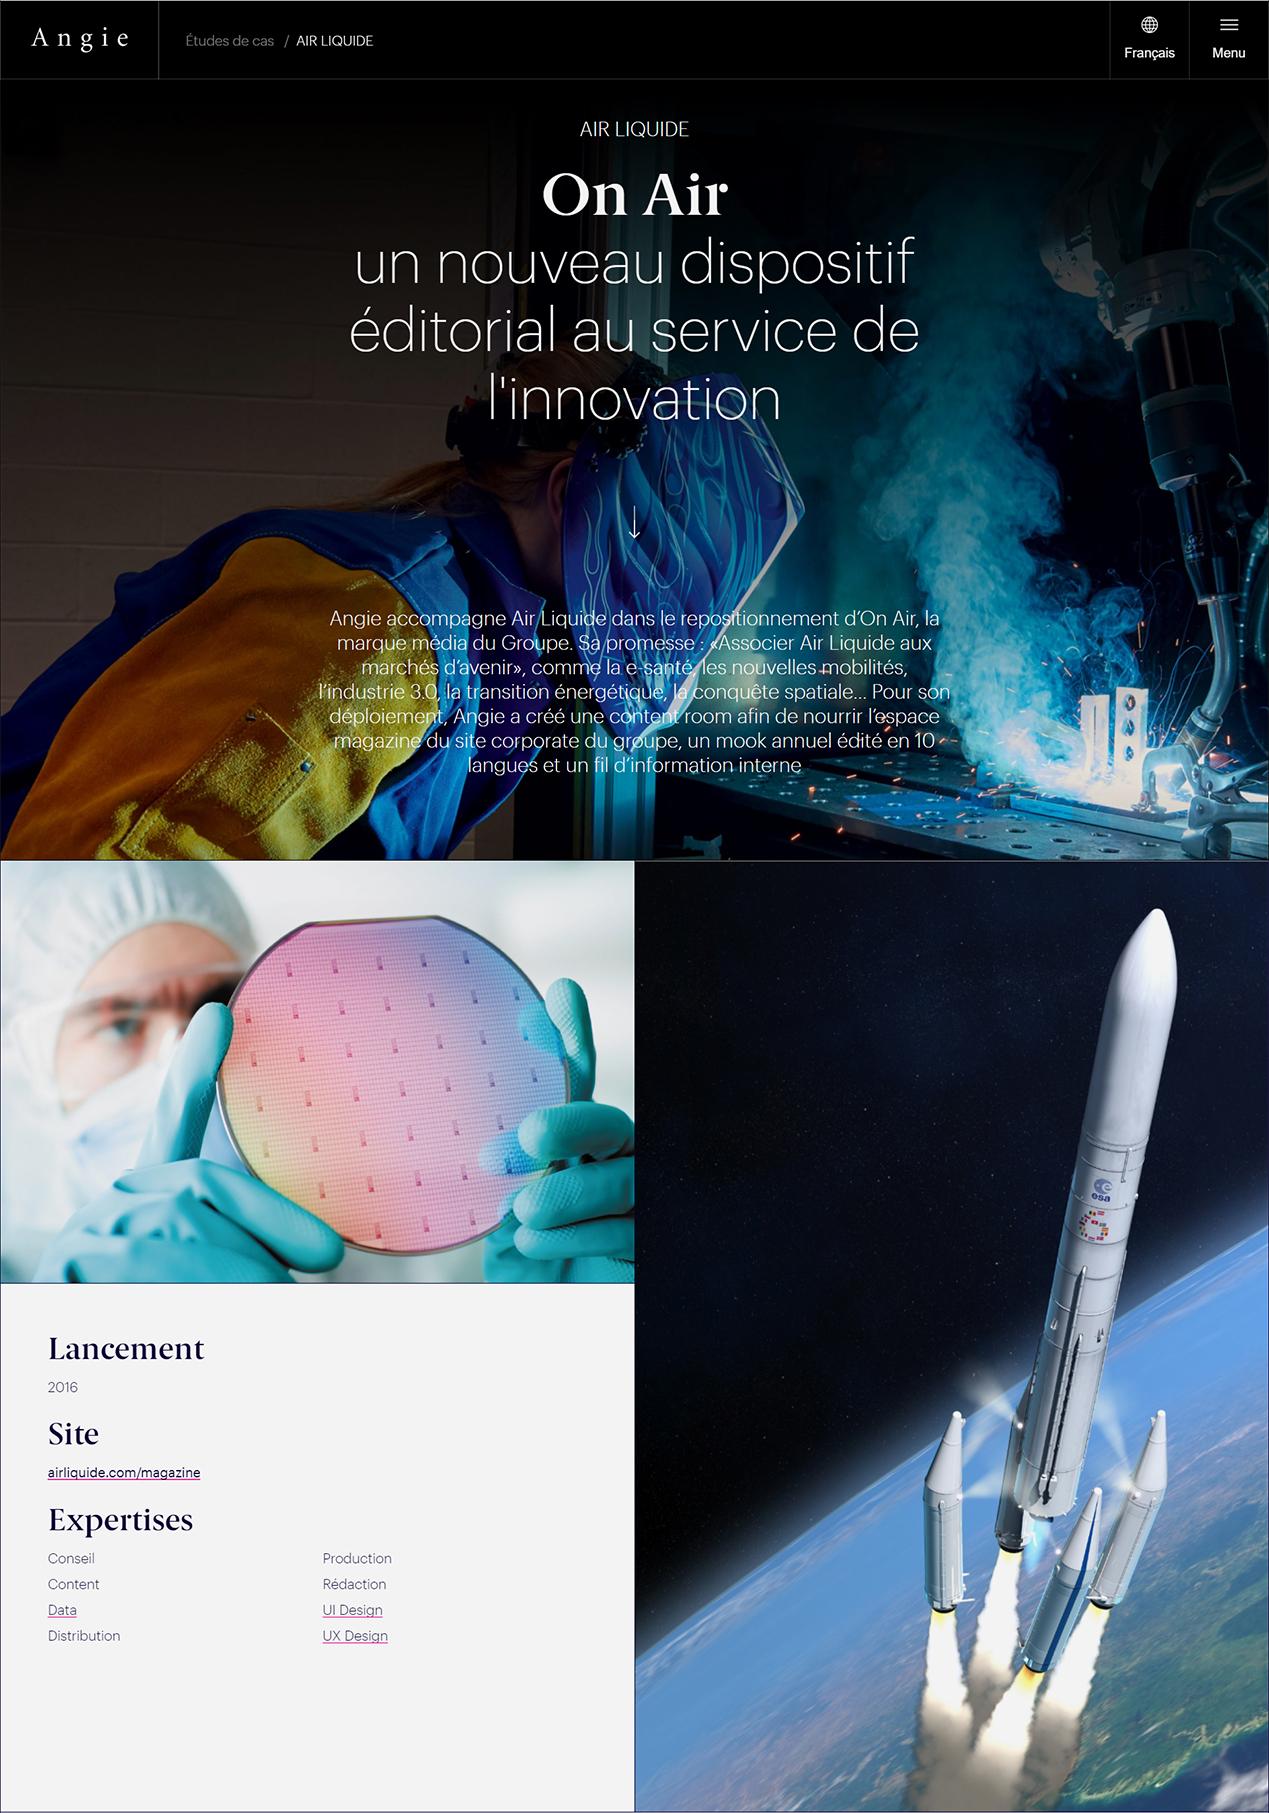 Angie
Études de cas / AIR LIQUIDE
Français
Menu
AIR LIQUIDE
On Air
un nouveau dispositif
éditorial au service de
l'innovation
Angie accompagne Air Liquide dans le repositionnement d’On Air, la
marque média du Groupe. Sa promesse : «Associer Air Liquide aux
marchés d’avenir», comme la e-santé, les nouvelles mobilités,
l’industrie 3.0, la transition énergétique, la conquête spatiale... Pour son
déploiement, Angie a créé une content room afin de nourrir l’espace
magazine du site corporate du groupe, un mook annuel édité en 10
langues et un fil d’information interne
esa
Lancement
2016
Site
airliquide.com/magazine
Expertises
Conseil
Content
Data
Distribution
Production
Rédaction
UI Design
UX Design